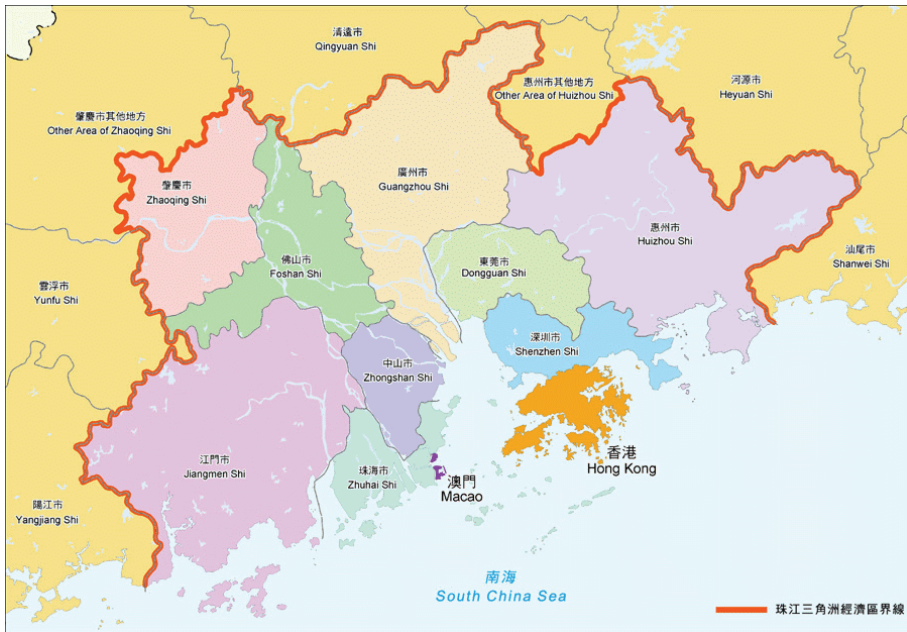 清遠市
Qingyuan Shi
惠州市其他地方
Other Area of Huizhou Shi
河源市
Heyuan Shi
肇慶市其他地方
Other Area of Zhaoqing Shi
肇慶市
Zhaoqing Shi
廣州市
Guangzhou Shi
惠州市
Huizhou Shi
汕尾市
Shanwei Shi
佛山市
Foshan Shi
東莞市
Dongguan Shi
雲浮市
Yunfu Shi
深圳市
Shenzhen Shi
中山市
Zhongshan Shi
香港
Hong Kong
江門市
Jiangmen Shi
珠海市
Zhuhai Shi
澳門
Macao
陽江市
Yangjiang Shi
南海
South China Sea
珠江三角洲經濟區界線